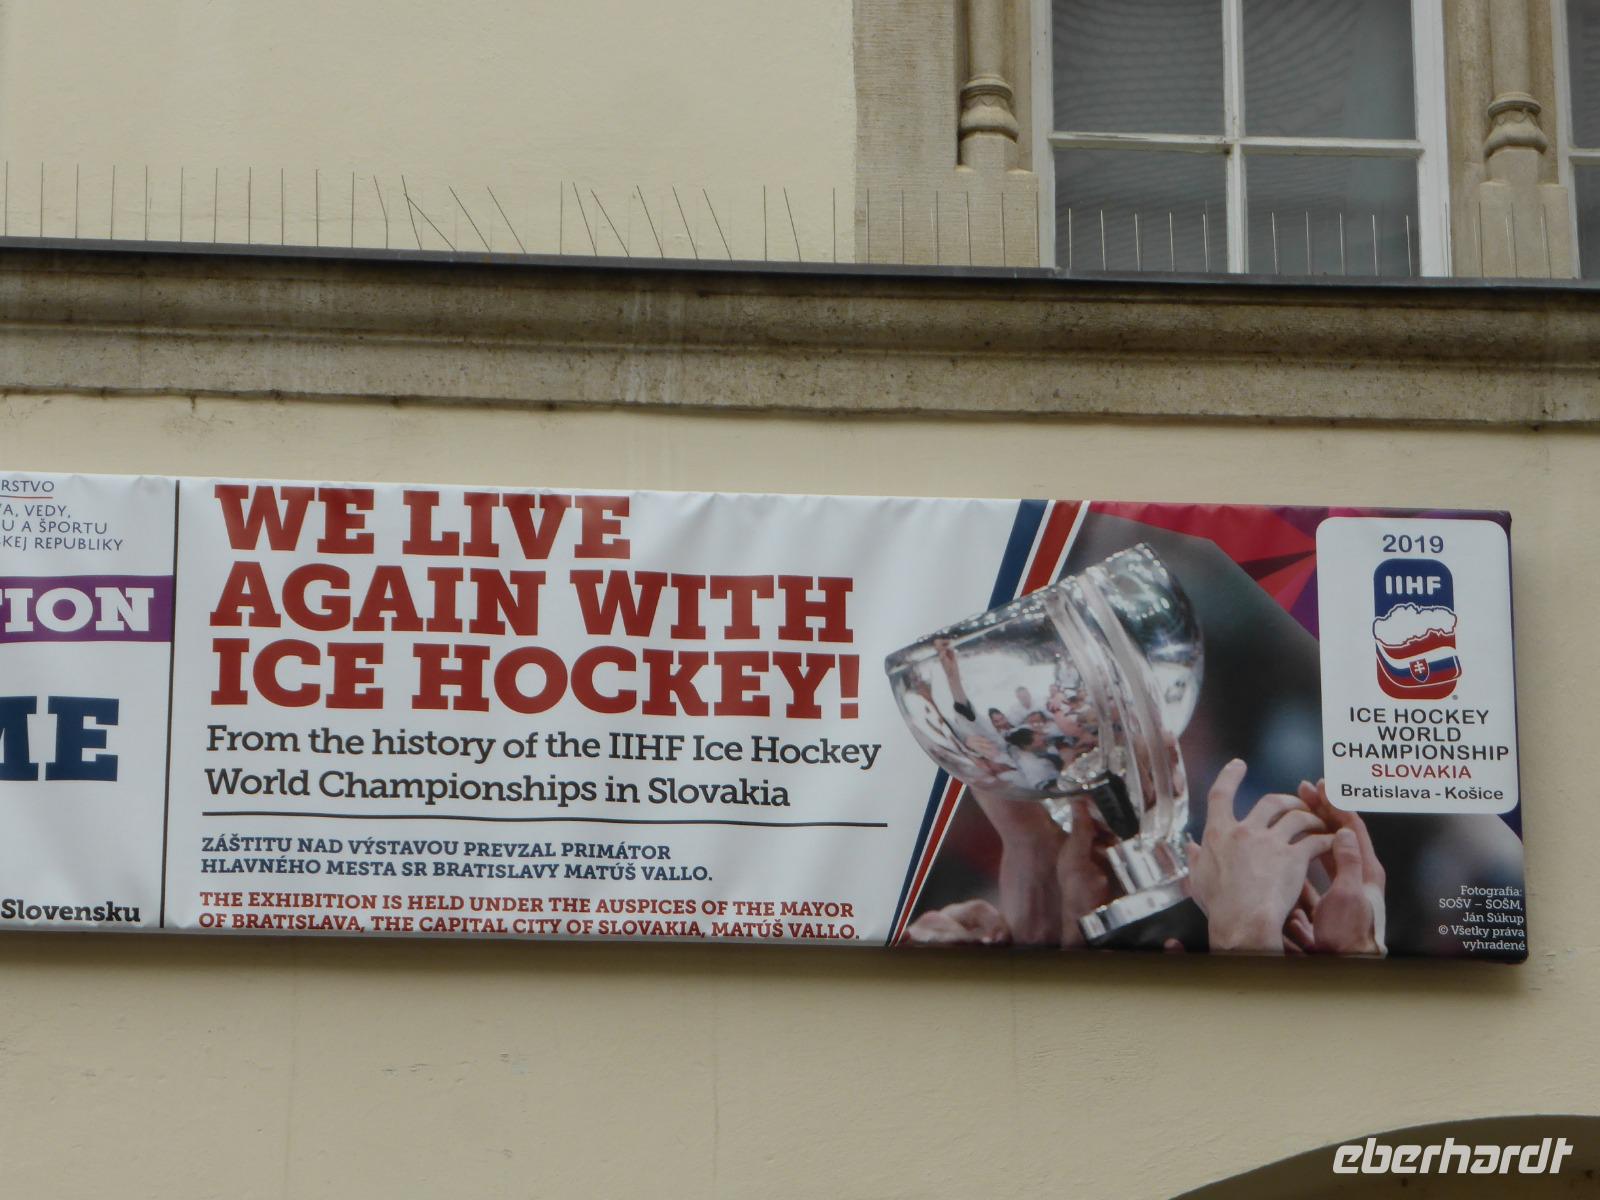 RSTVO
A, VEDY,
U A ŠPORTU
KEJ REPUBLIKY
TION
ME
Slovensku
WE LIVE
AGAIN WITH
ICE HOCKEY!
From the history of the IIHF Ice Hockey
World Championships in Slovakia
ZÁŠTITU NAD VÝSTAVOU PREVZAL PRIMÁTOR
HLAVNÉHO MESTA SR BRATISLAVY MATÚŠ VALLO.
THE EXHIBITION IS HELD UNDER THE AUSPICES OF THE MAYOR
OF BRATISLAVA, THE CAPITAL CITY OF SLOVAKIA, MATÚŠ VALLO.
2019
IIHF
ICE HOCKEY
WORLD
CHAMPIONSHIP
SLOVAKIA
Bratislava - Košice
Fotografia:
SOŠV – SOŠM,
Ján Súkup
© Všetky práva
vyhradené
eberhardt